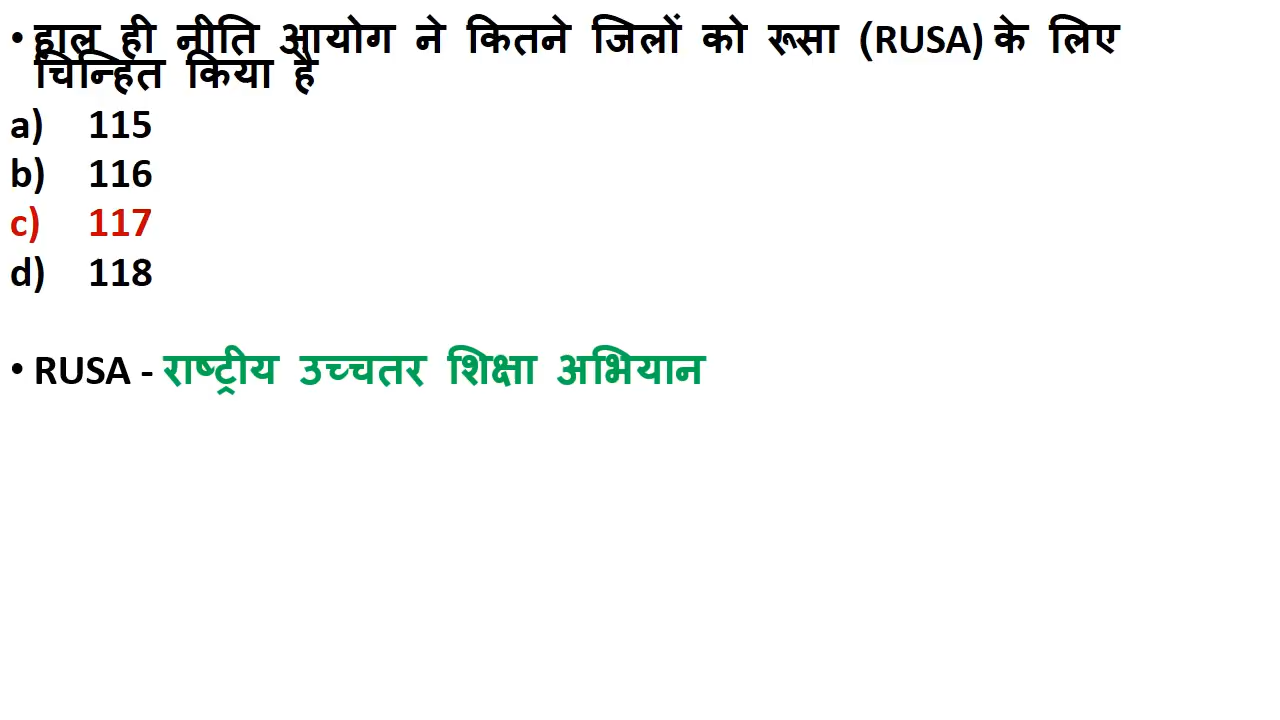 • हाल ही नीति आयोग ने कितने जिलों को रूसा (RUSA) के लिए
चिन्हित किया है
a) 115
b) 116
c) 117
d) 118
• RUSA - राष्ट्रीय उच्चतर शिक्षा अभियान